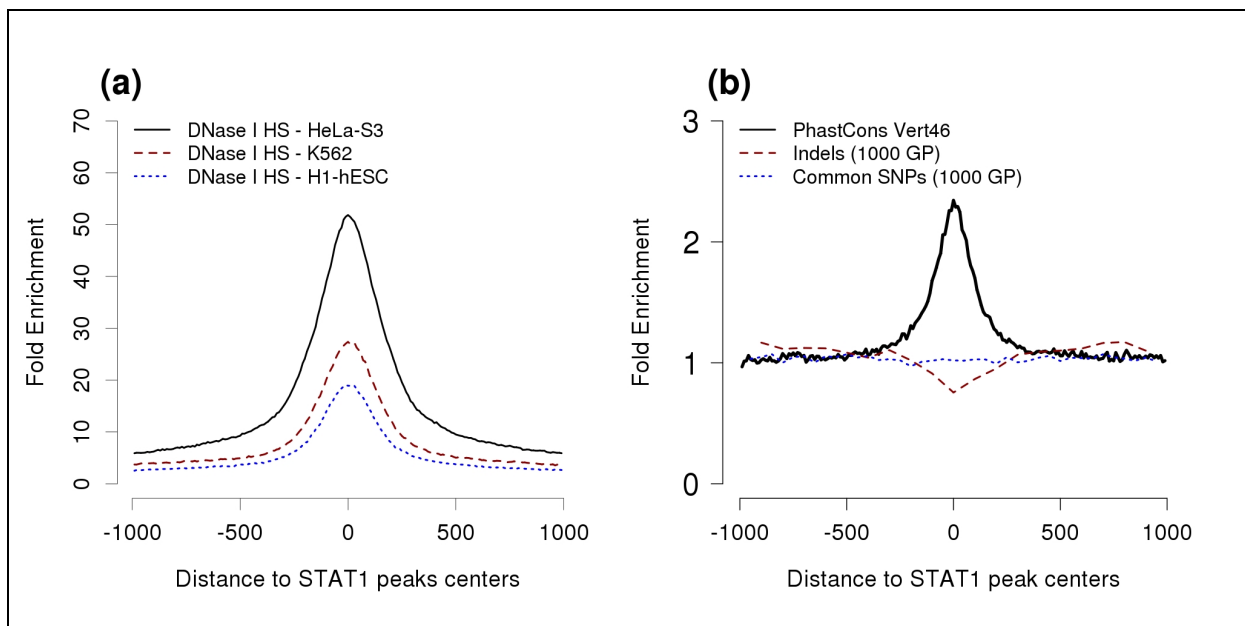 (a)
70
60
50
40
30
20
10
0
Fold Enrichment
DNase I HS - HeLa-S3
DNase I HS - K562
DNase I HS - H1-hESC
-1000 -500 0 500 1000
Distance to STAT1 peaks centers
(b)
3
2
1
0
Fold Enrichment
PhastCons Vert46
Indels (1000 GP)
Common SNPs (1000 GP)
-1000 -500 0 500 1000
Distance to STAT1 peak centers